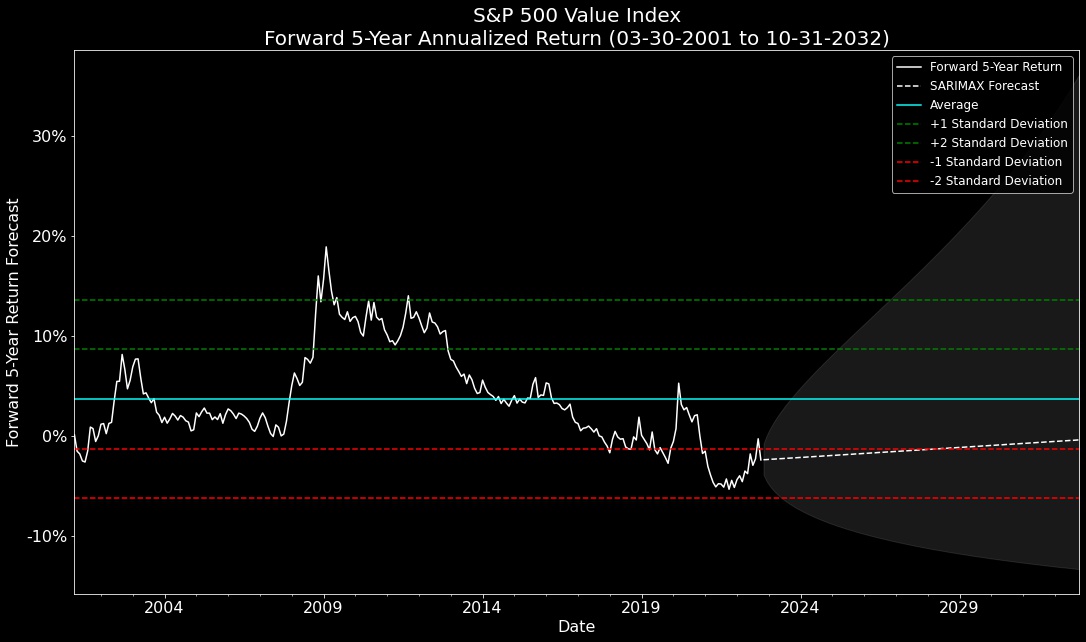 S&P 500 Value Index
Forward 5-Year Annualized Return (03-30-2001 to 10-31-2032)
Forward 5-Year Return
SARIMAX Forecast
Average
+1 Standard Deviation
+2 Standard Deviation
-1 Standard Deviation
-2 Standard Deviation
Forward 5-Year Return Forecast
30%
20%
10%
0%
-10%
2004
2009
2014
2019
2024
2029
Date